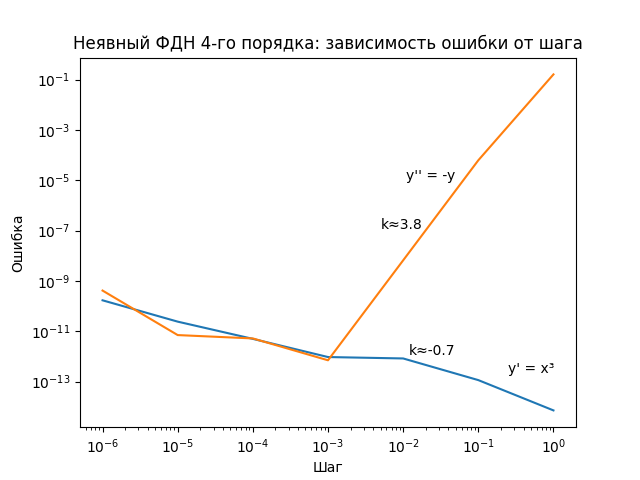 Неявный ФДН 4-го порядка: зависимость ошибки от шага
Ошибка
10⁻¹
10⁻³
10⁻⁵
10⁻⁷
10⁻⁹
10⁻¹¹
10⁻¹³
y'' = -y
k≈3.8
k≈-0.7
y' = x³
10⁻⁶ 10⁻⁵ 10⁻⁴ 10⁻³ 10⁻² 10⁻¹ 10⁰
Шаг